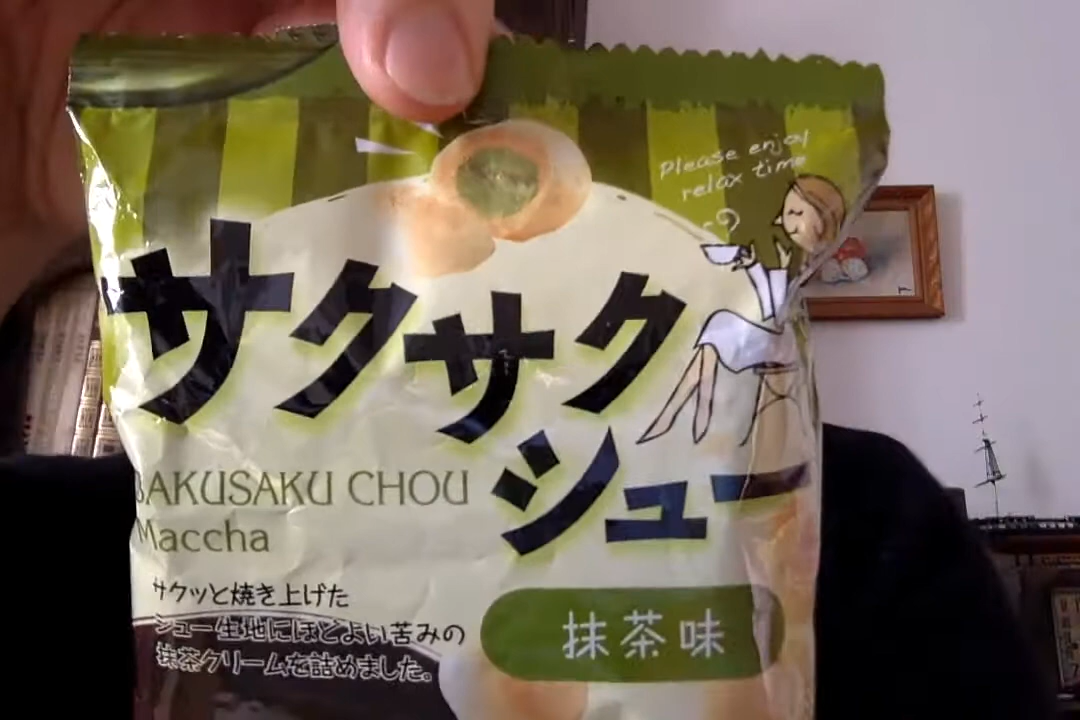 Please enjoy
relax time
サクサク
シュー
SAKUSAKU CHOU
Maccha
サクッと焼き上げた
シュー生地にほどよい苦みの
抹茶クリームを詰めました。
抹茶味